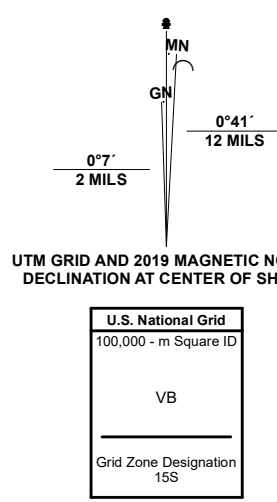 MN
GN
0°41´
12 MILS
0°7´
2 MILS
UTM GRID AND 2019 MAGNETIC N
DECLINATION AT CENTER OF SH
U.S. National Grid
100,000 - m Square ID
VB
Grid Zone Designation
15S